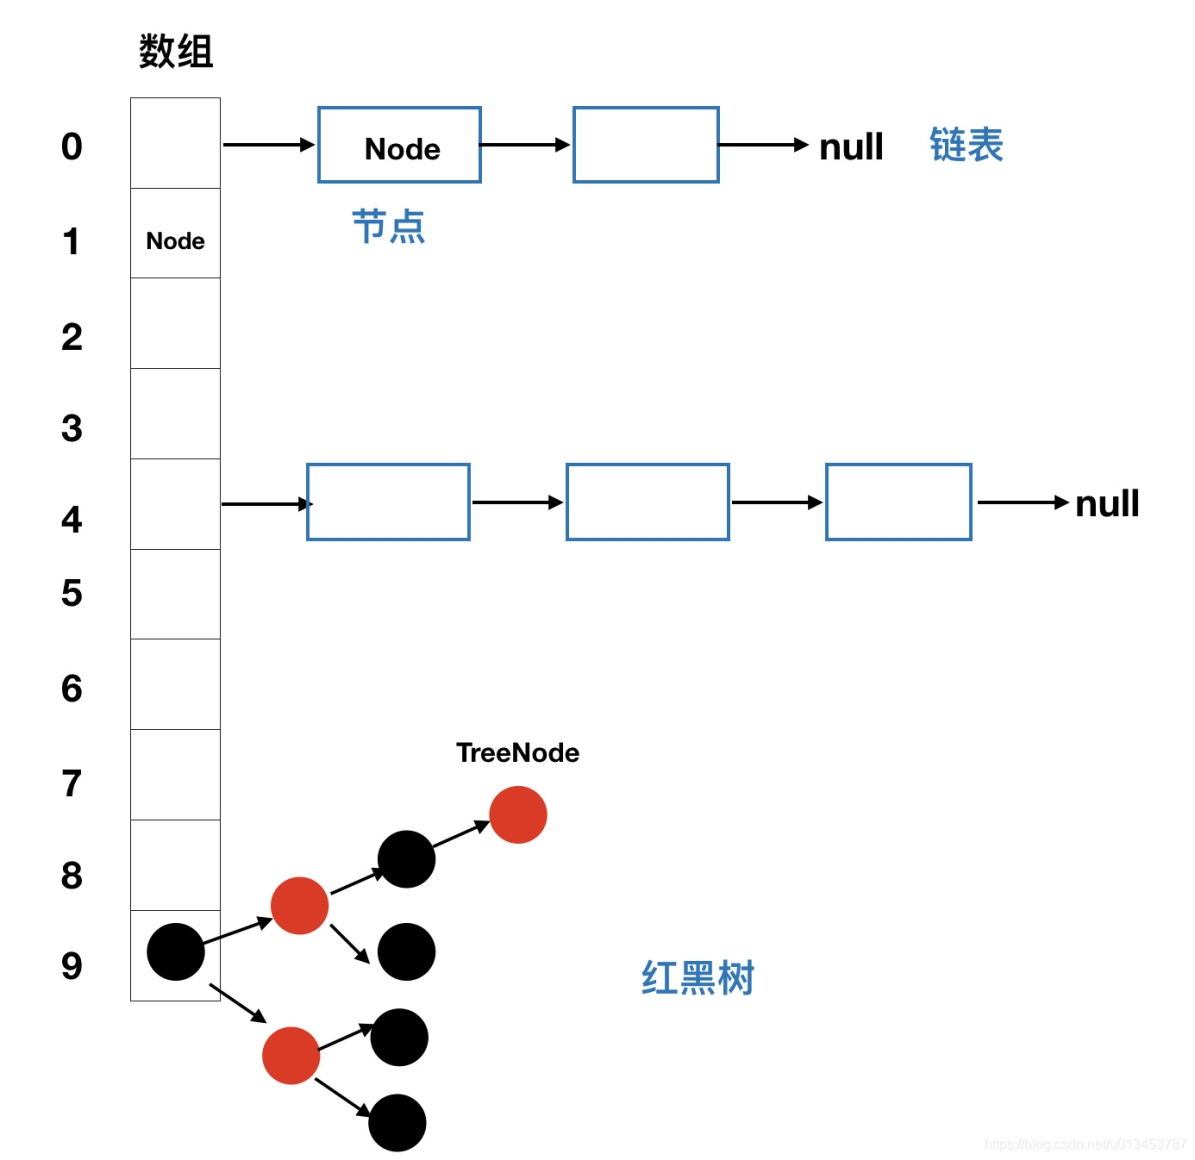 数组
0
Node
null
链表
节点
1
Node
2
3
4
null
5
6
7
TreeNode
8
9
红黑树
https://blog.csdn.net/u013453787